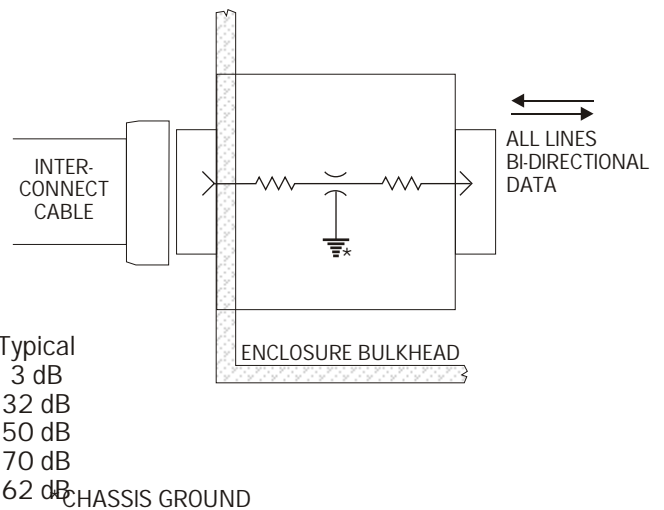 ALL LINES
BI-DIRECTIONAL
DATA
INTER-
CONNECT
CABLE
*
ENCLOSURE BULKHEAD
Typical
3 dB
32 dB
50 dB
70 dB
62 dB
*CHASSIS GROUND